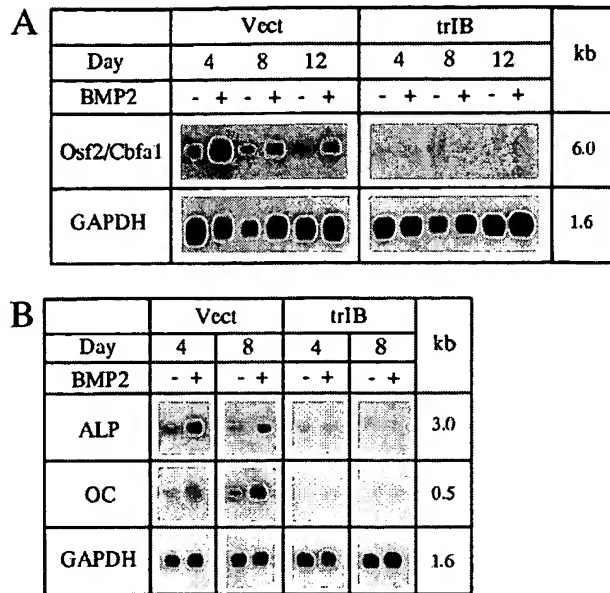 A
Vect trIB kb
Day 4 8 12 4 8 12
BMP2 - + - + - + - + - + - +
Osf2/Cbfa1 6.0
GAPDH 1.6
B
Vect trIB kb
Day 4 8 4 8
BMP2 - + - + - + - +
ALP 3.0
OC 0.5
GAPDH 1.6